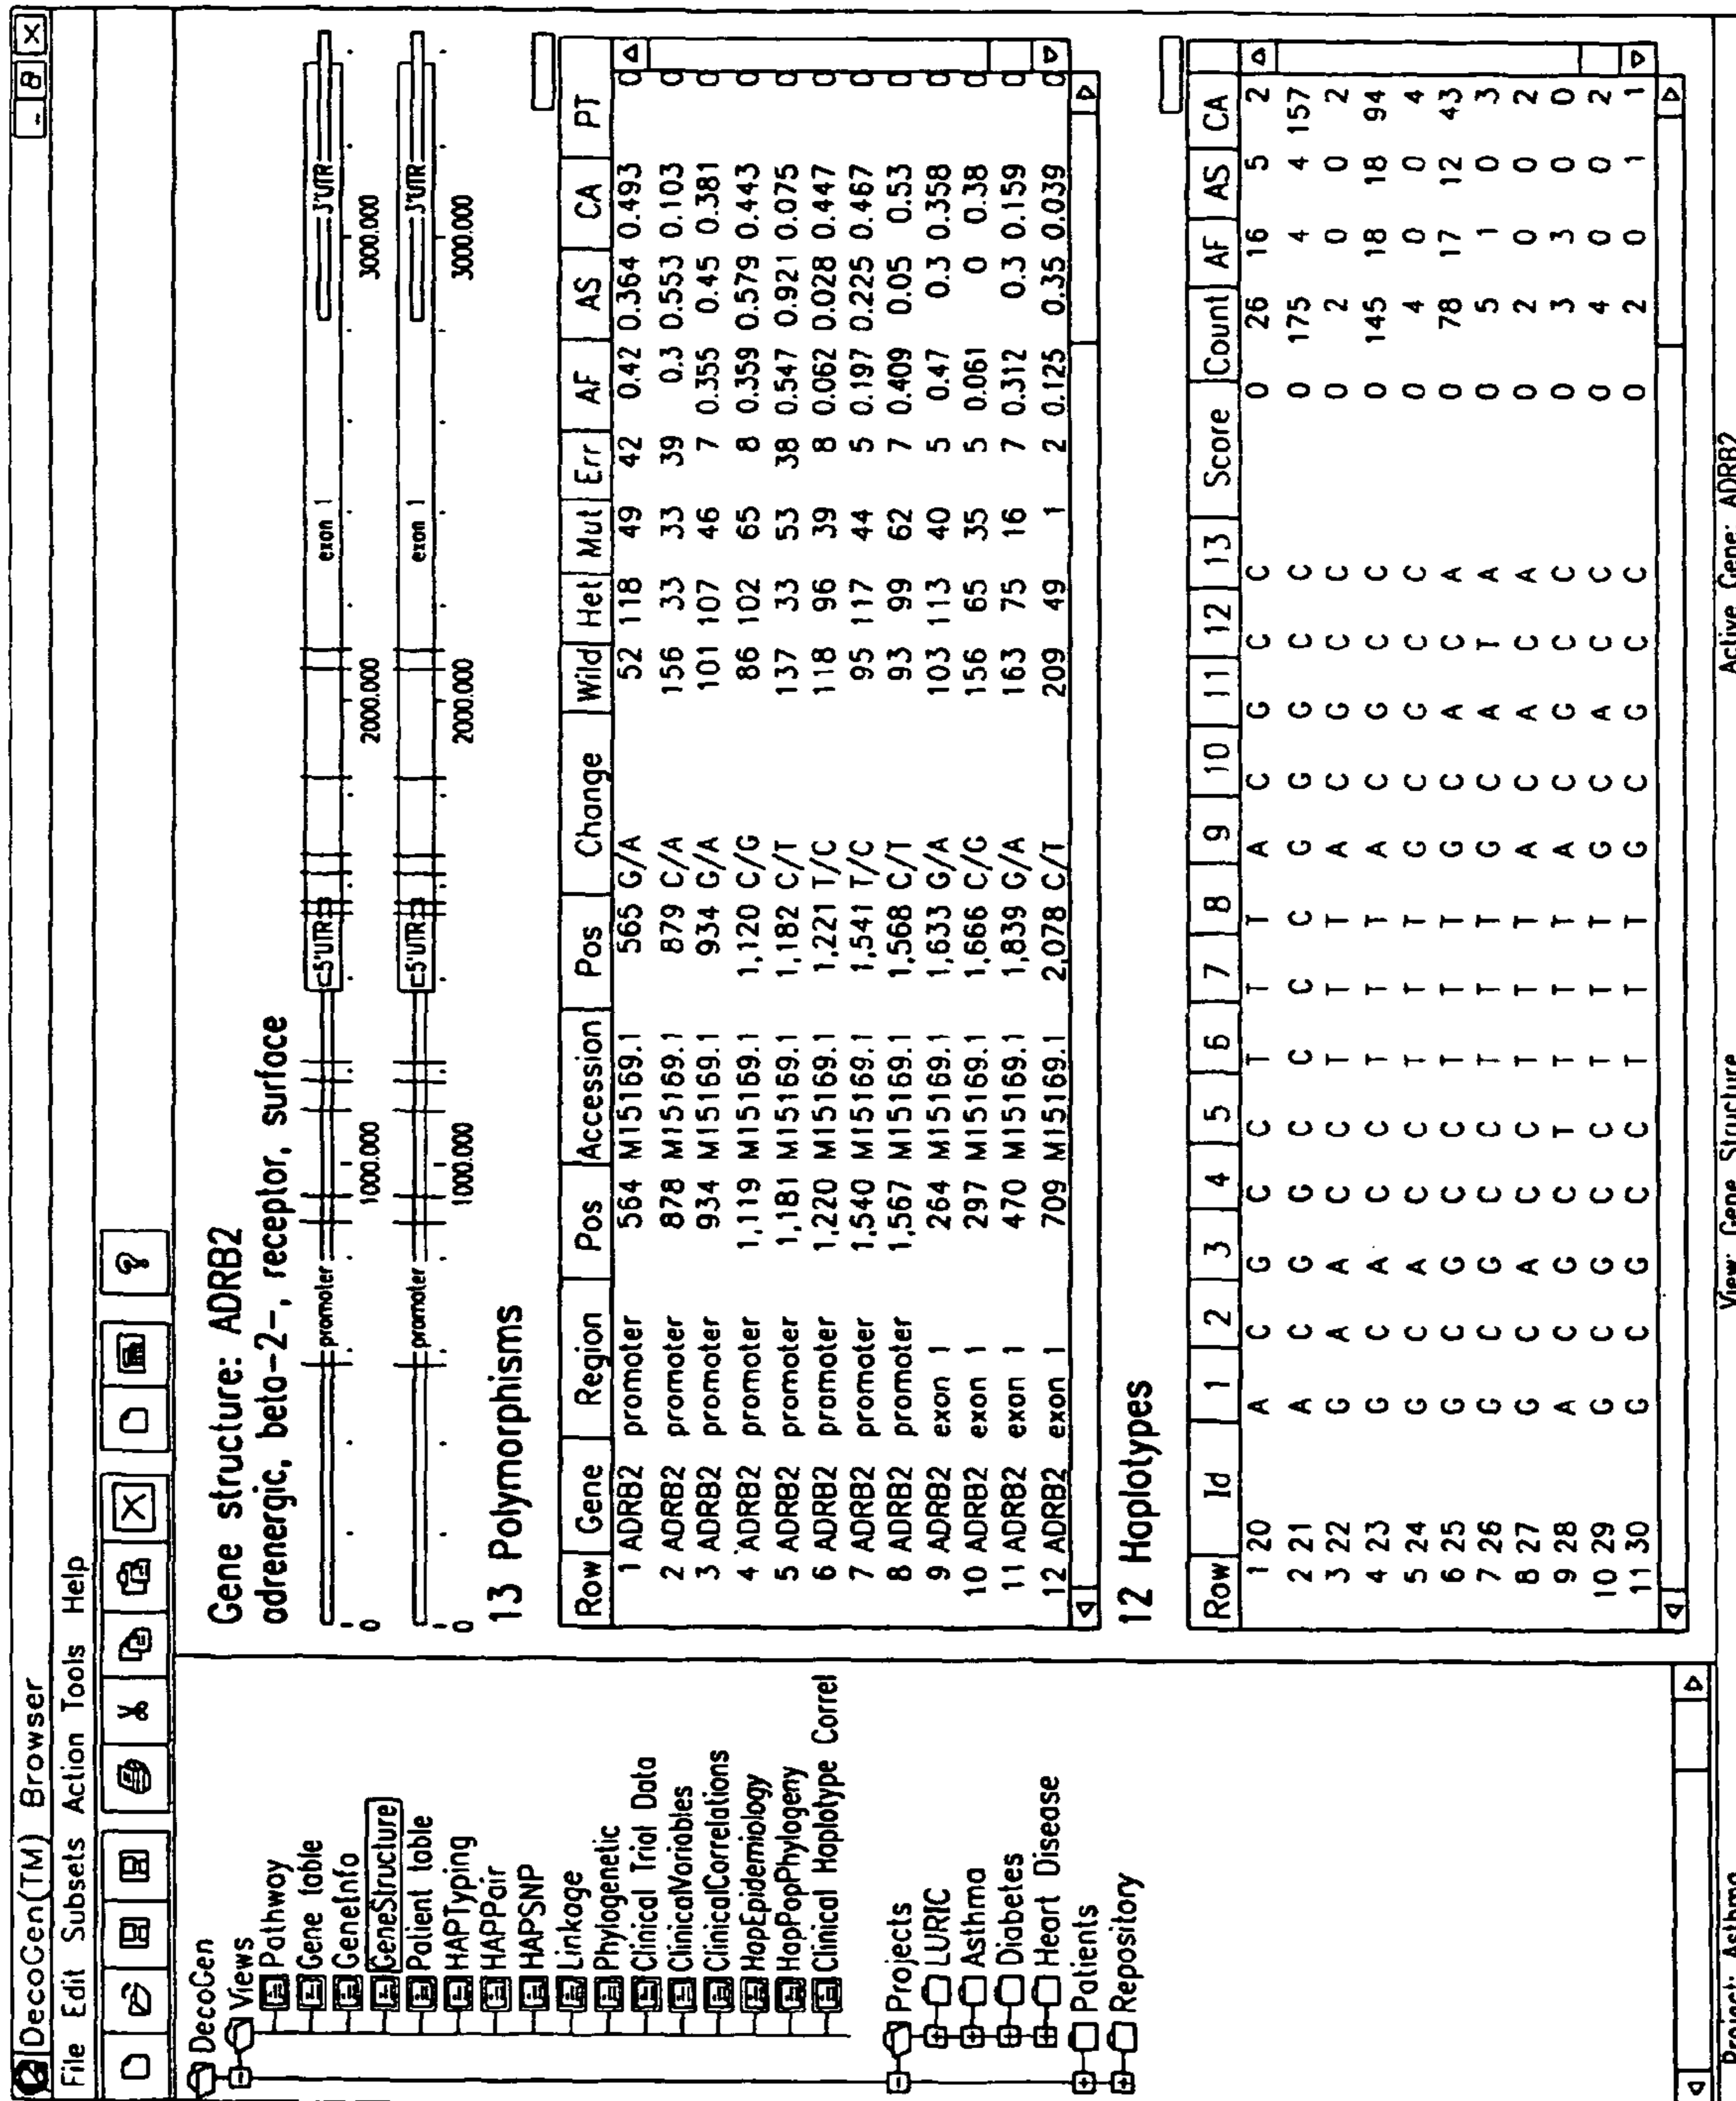 DecoGen(TM) Browser
File Edit Subsets Action Tools Help
?
DecoGen
Views
Pathway
Gene table
GeneInfo
GeneStructure
Patient table
HAPTyping
HAPPair
HAPSNP
Linkage
Phylogenetic
Clinical Trial Data
ClinicalVariables
ClinicalCorrelations
HapEpidemiology
HapPopPhylogeny
Clinical Haplotype Correl
Projects
LURIC
Asthma
Diabetes
Heart Disease
Patients
Repository
Gene structure: ADRB2
adrenergic, beta-2-, receptor, surface
promoter 5'UTR exon 1 3'UTR
0 1000.000 2000.000 3000.000
promoter 5'UTR exon 1 3'UTR
0 1000.000 2000.000 3000.000
13 Polymorphisms
Row Gene Region Pos Accession Pos Change Wild Het Mut Err AF AS CA PT
1 ADRB2 promoter 564 M15169.1 565 G/A 52 118 49 42 0.42 0.364 0.493 0
2 ADRB2 promoter 878 M15169.1 879 C/A 156 33 33 39 0.3 0.553 0.103 0
3 ADRB2 promoter 934 M15169.1 934 G/A 101 107 46 7 0.355 0.45 0.381 0
4 ADRB2 promoter 1,119 M15169.1 1,120 C/G 86 102 65 8 0.359 0.579 0.443 0
5 ADRB2 promoter 1,181 M15169.1 1,182 C/T 137 33 53 38 0.547 0.921 0.075 0
6 ADRB2 promoter 1,220 M15169.1 1,221 T/C 118 96 39 8 0.062 0.028 0.447 0
7 ADRB2 promoter 1,540 M15169.1 1,541 T/C 95 117 44 5 0.197 0.225 0.467 0
8 ADRB2 promoter 1,567 M15169.1 1,568 C/T 93 99 62 7 0.409 0.05 0.53 0
9 ADRB2 exon 1 264 M15169.1 1,633 G/A 103 113 40 5 0.47 0.3 0.358 0
10 ADRB2 exon 1 297 M15169.1 1,666 C/G 156 65 35 5 0.061 0 0.38 0
11 ADRB2 exon 1 470 M15169.1 1,839 G/A 163 75 16 7 0.312 0.3 0.159 0
12 ADRB2 exon 1 709 M15169.1 2,078 C/T 209 49 1 2 0.125 0.35 0.039 0
12 Haplotypes
Row Id 1 2 3 4 5 6 7 8 9 10 11 12 13 Score Count AF AS CA
1 20 A C G C C T T T A C G C C 0 26 16 5 2
2 21 A C G G C C C C G G G C C 0 175 4 4 157
3 22 G A A C C T T T A C G C C 0 2 0 0 2
4 23 G C A C C T T T A C G C C 0 145 18 18 94
5 24 G C A C C T T T G C G C C 0 4 0 0 4
6 25 G C G C C T T T G C A C A 0 78 17 12 43
7 26 G C G C C T T T G C A T A 0 5 1 0 3
8 27 G C A C C T T T A C A C A 0 2 0 0 2
9 28 A C G C T T T T A C G C C 0 3 3 0 0
10 29 G C G C C T T T G C A C C 0 4 0 0 2
11 30 G C G C C T T T G C G C C 0 2 0 1 1
Project: Asthma View: Gene Structure Active Gene: ADRB2